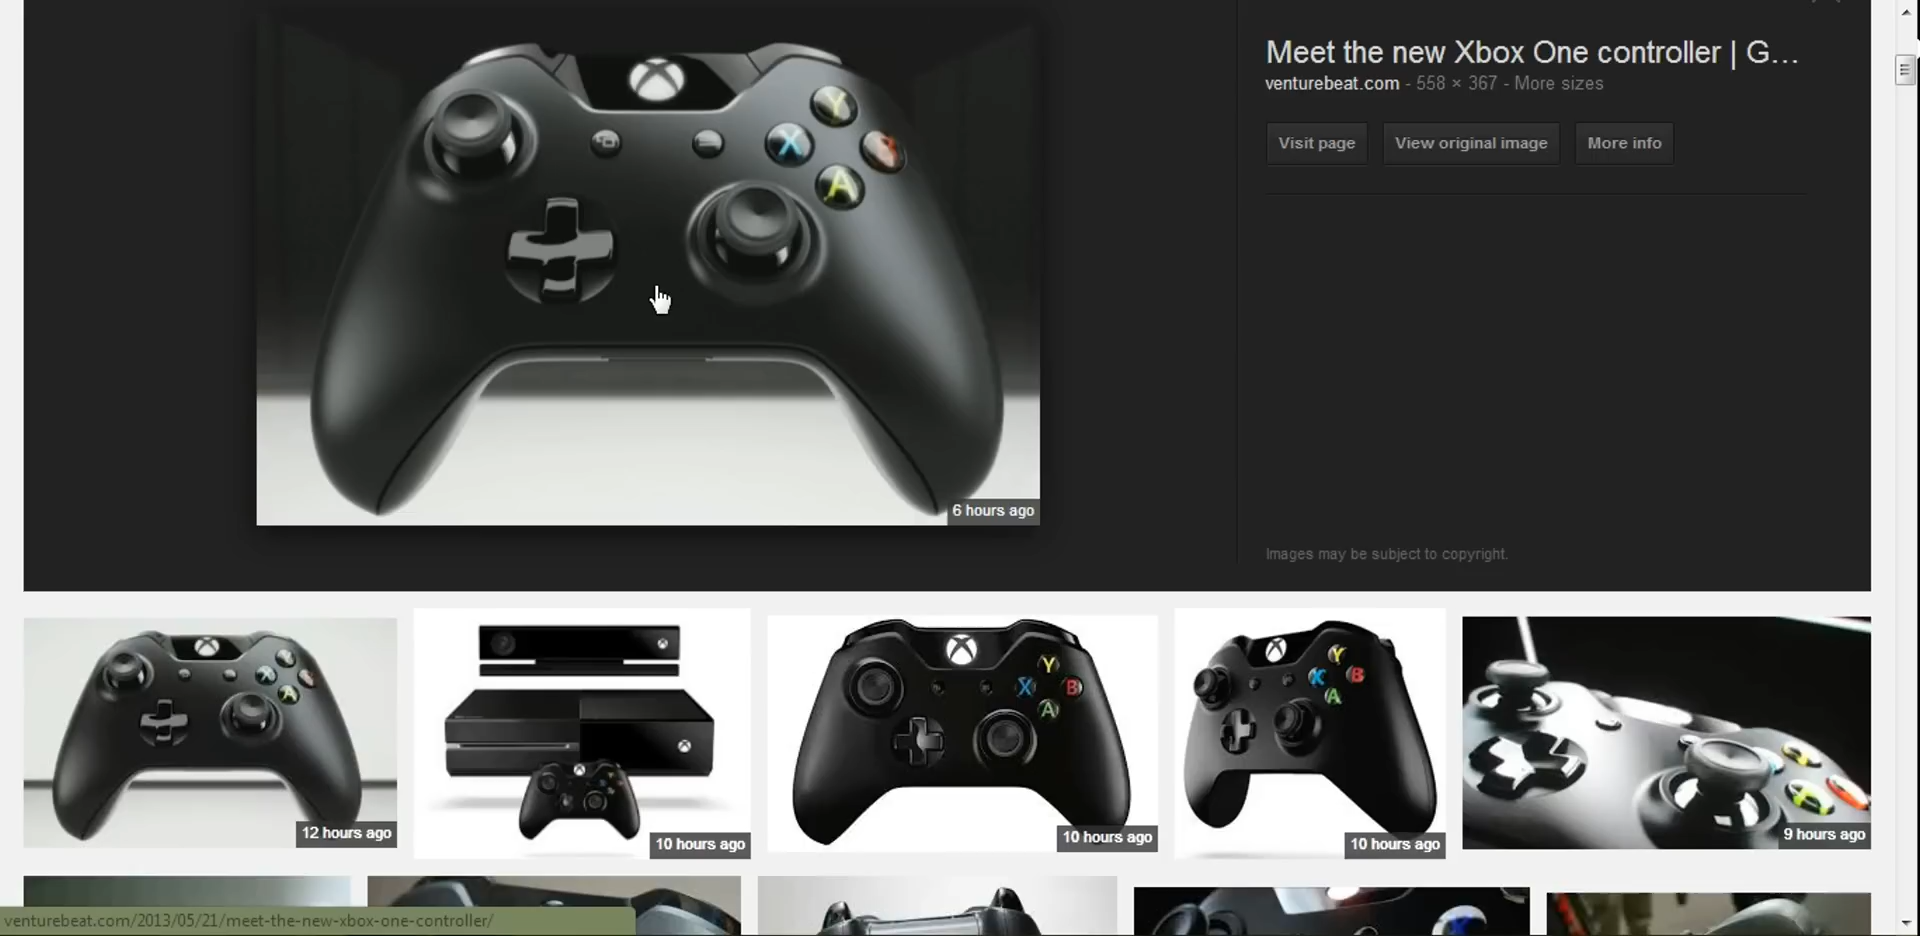 Meet the new Xbox One controller | G...
venturebeat.com - 558 × 367 - More sizes
Visit page
View original image
More info
Y
X
A
6 hours ago
Images may be subject to copyright.
Y
X
B
A
Y
X
B
A
X
A
12 hours ago
10 hours ago
10 hours ago
10 hours ago
9 hours ago
venturebeat.com/2013/05/21/meet-the-new-xbox-one-controller/